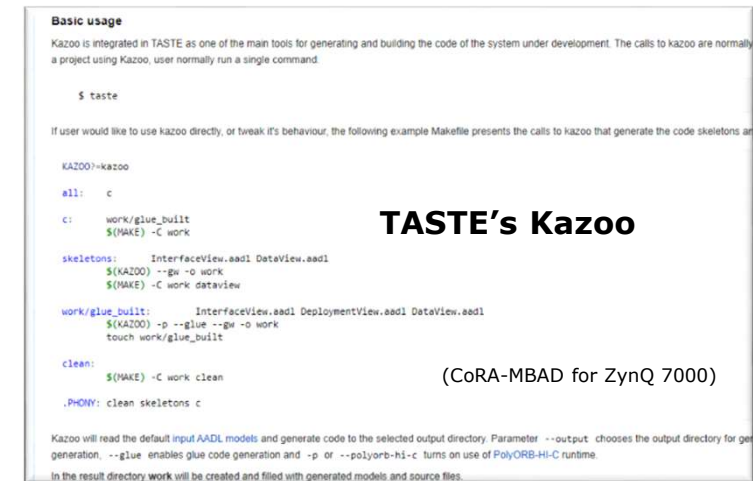 Basic usage
Kazoo is integrated in TASTE as one of the main tools for generating and building the code of the system under development. The calls to kazoo are normally
a project using Kazoo, user normally run a single command.
$ taste
If user would like to use kazoo directly, or tweak it's behaviour, the following example Makefile presents the calls to kazoo that generate the code skeletons
KAZOO?=kazoo
all: c
c: work/glue_built
$(MAKE) -C work
TASTE's Kazoo
skeletons: InterfaceView.aadl DataView.aadl
$(KAZOO) --gw -o work
$(MAKE) -C work dataview
work/glue_built: InterfaceView.aadl DeploymentView.aadl DataView.aadl
$(KAZOO) -p --glue --gw -o work
touch work/glue_built
clean:
$(MAKE) -C work clean
(CoRA-MBAD for ZynQ 7000)
.PHONY: clean skeletons c
Kazoo will read the default input AADL models and generate code to the selected output directory. Parameter --output chooses the output directory for
generation, --glue enables glue code generation and -p or --polyorb-hi-c turns on use of PolyORB-HI-C runtime.
In the result directory work will be created and filled with generated models and source files.